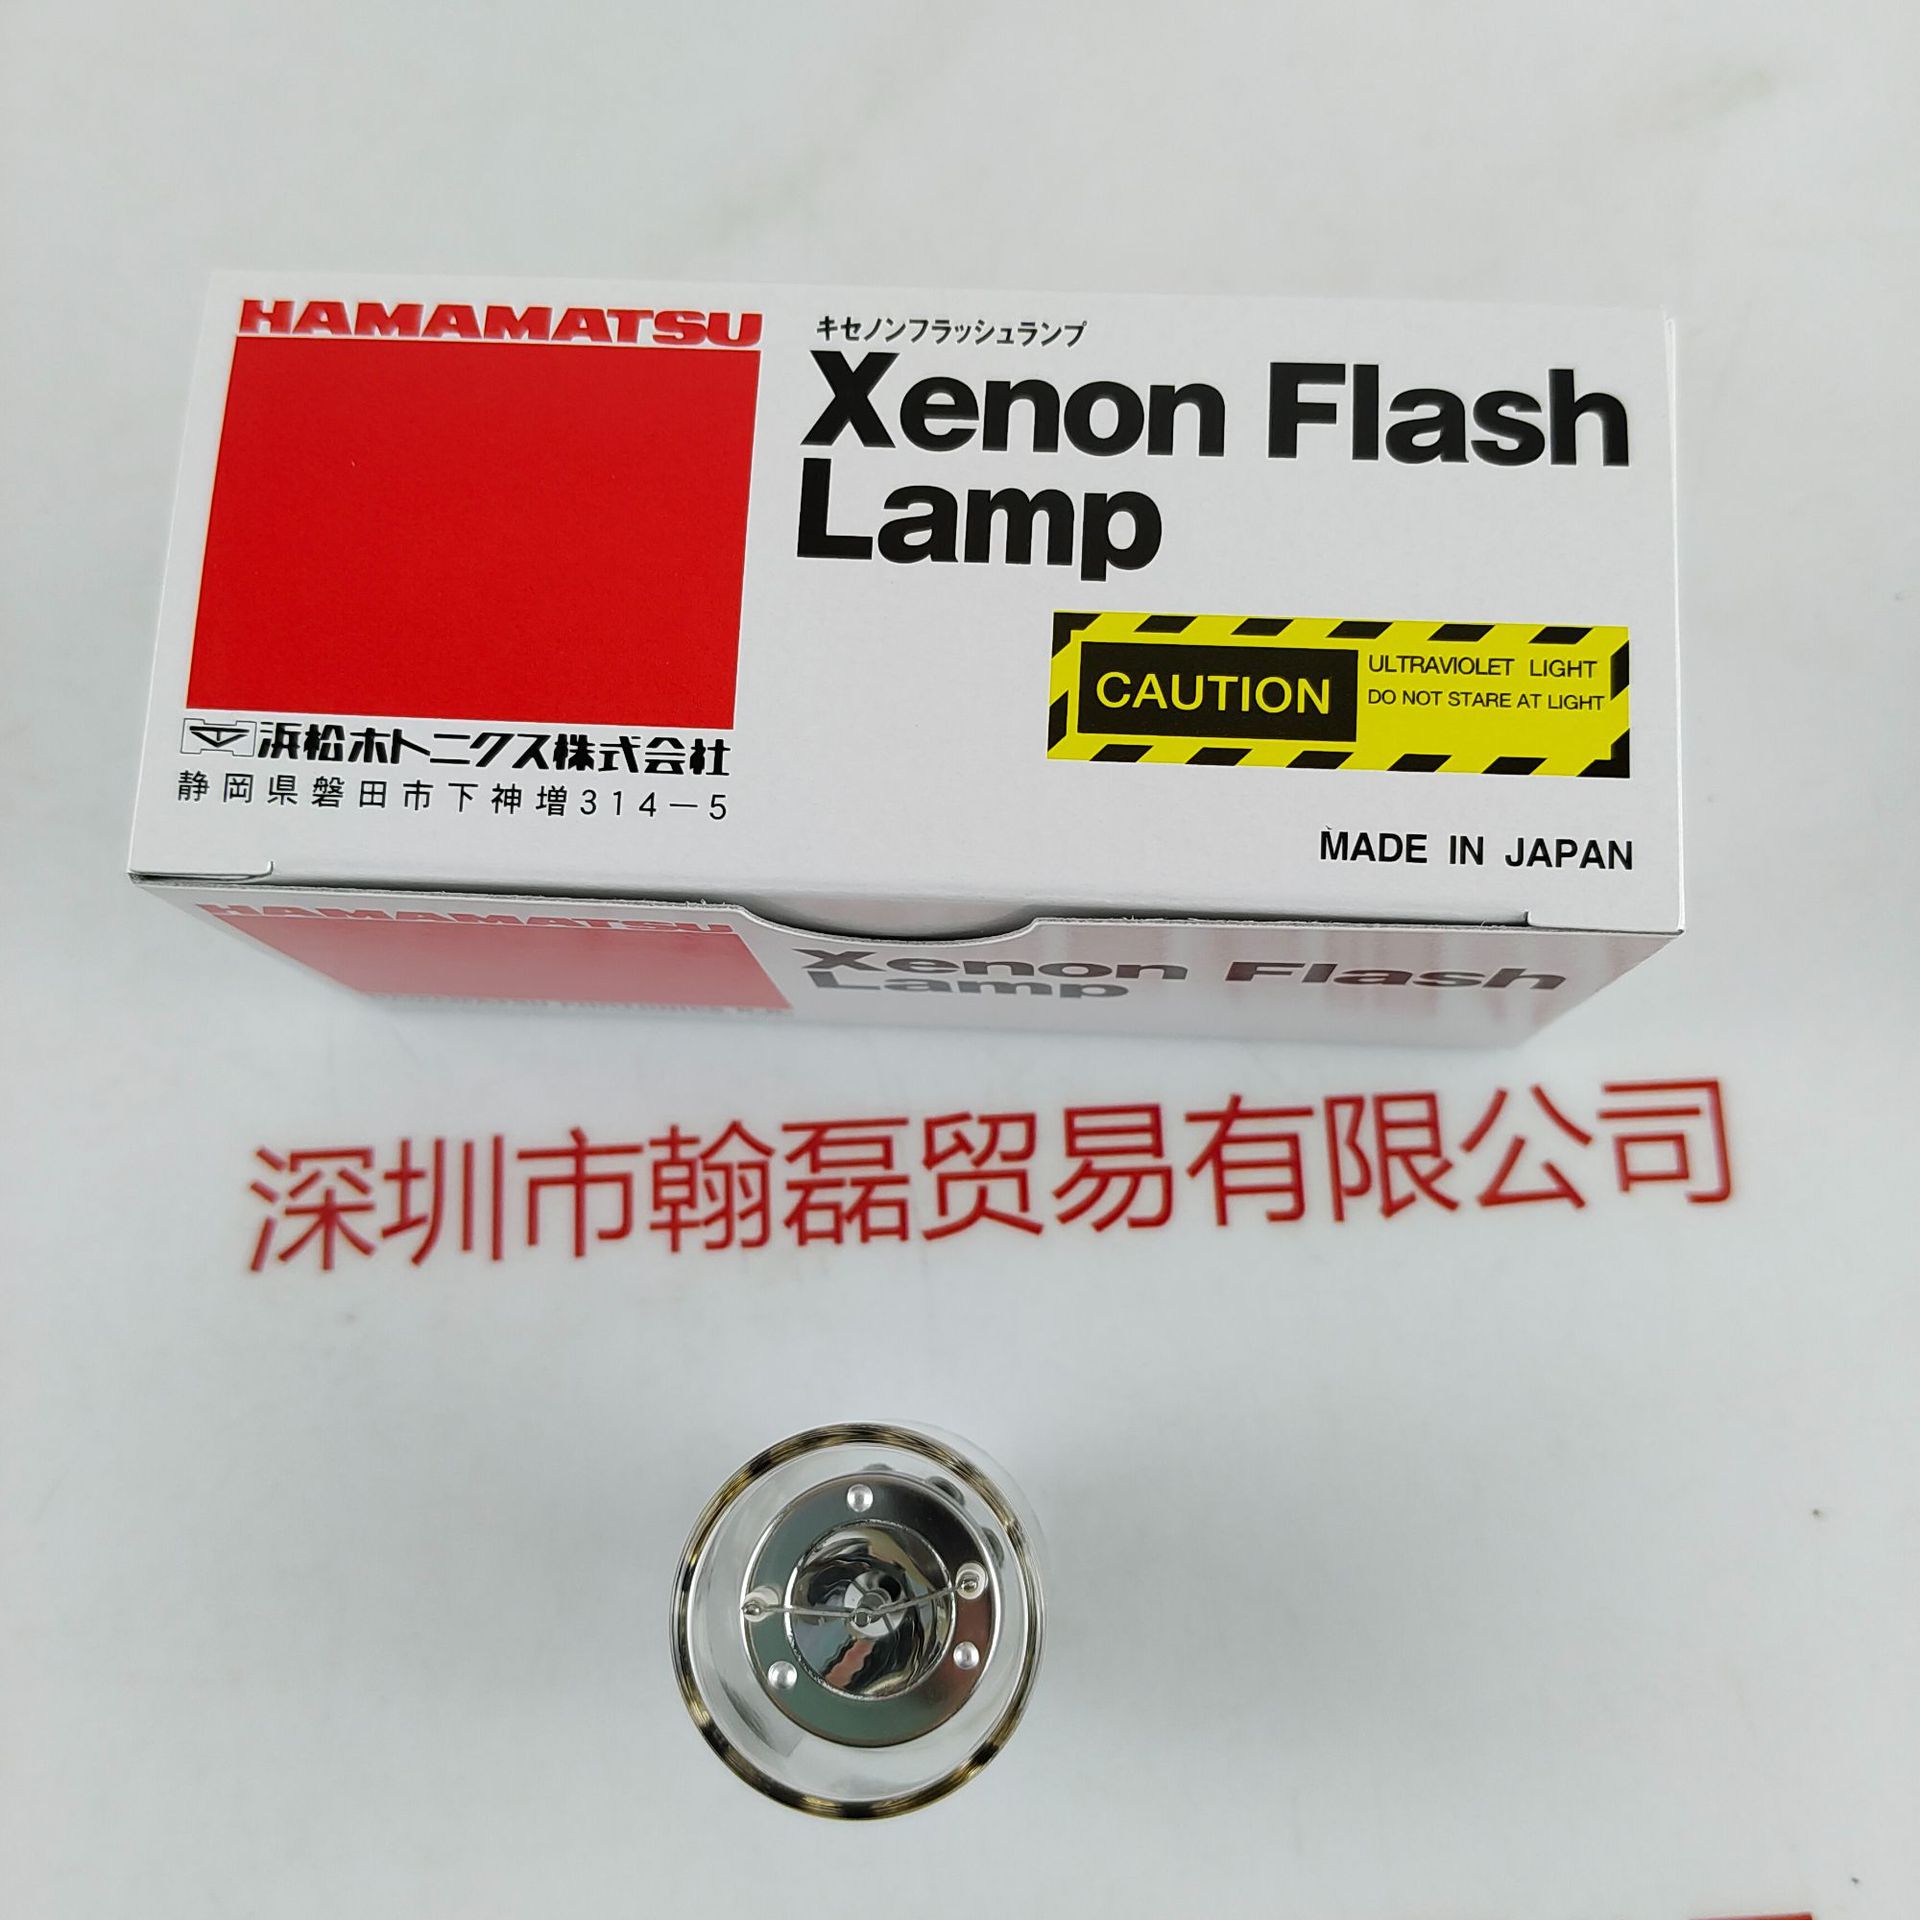 HAMAMATSU
キセノンフラッシュランプ
Xenon Flash
Lamp
CAUTION
ULTRAVIOLET LIGHT
DO NOT STARE AT LIGHT
浜松ホトニクス株式会社
静岡県磐田市下神増314-5
MADE IN JAPAN
HAMAMATSU
Xenon Flash
Lamp
深圳市翰磊贸易有限公司